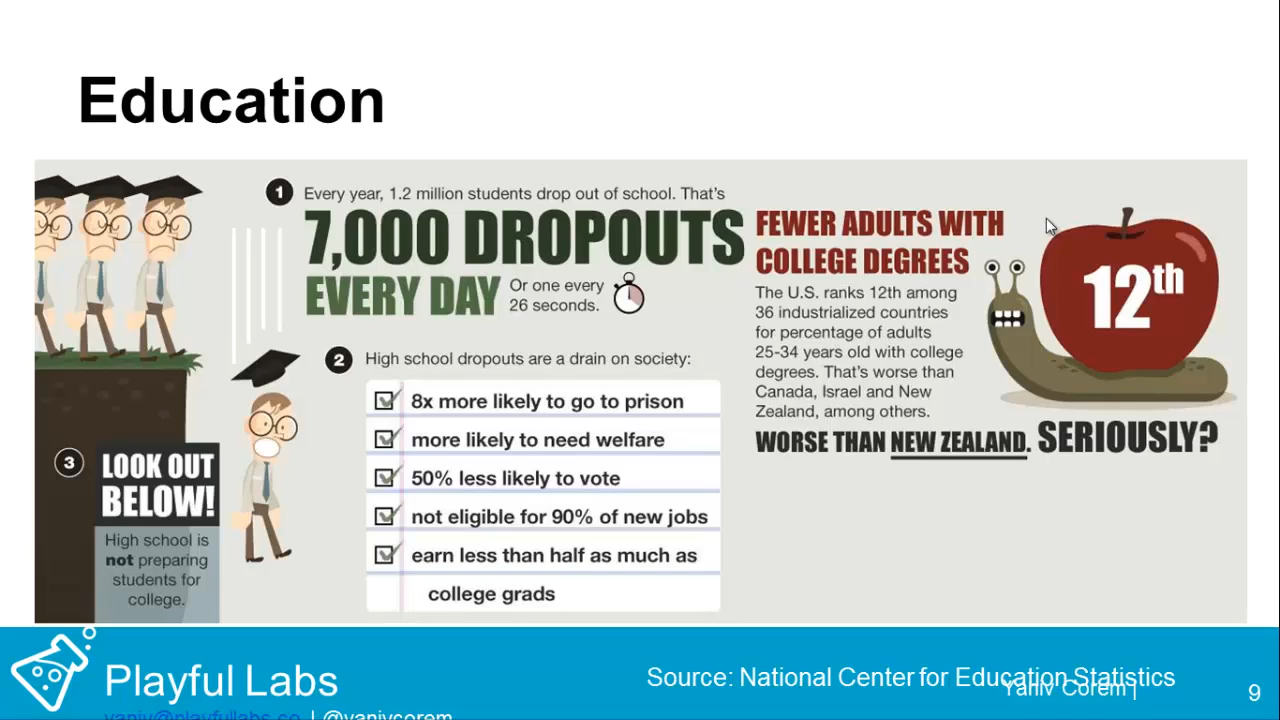 Education
1 Every year, 1.2 million students drop out of school. That's
7,000 DROPOUTS
EVERY DAY
Or one every
26 seconds.
2 High school dropouts are a drain on society:
8x more likely to go to prison
more likely to need welfare
50% less likely to vote
not eligible for 90% of new jobs
earn less than half as much as
college grads
3 LOOK OUT
BELOW!
High school is
not preparing
students for
college.
FEWER ADULTS WITH
COLLEGE DEGREES
The U.S. ranks 12th among
36 industrialized countries
for percentage of adults
25-34 years old with college
degrees. That's worse than
Canada, Israel and New
Zealand, among others.
WORSE THAN NEW ZEALAND. SERIOUSLY?
12th
Playful Labs
yaniv@playfullabs.co | @yanivcorem
Source: National Center for Education Statistics
Yaniv Corem |
9